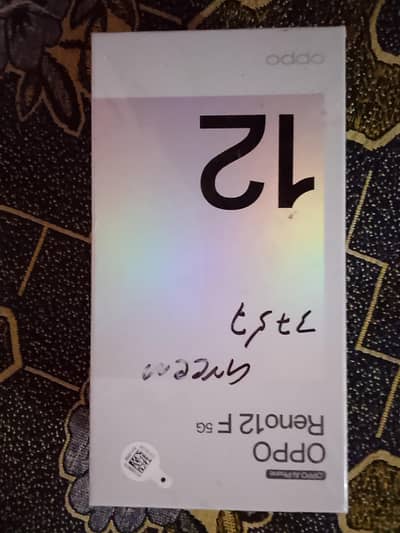 OPPO AI Phone
OPPO
Reno12 F 5G
Green
12
oppo